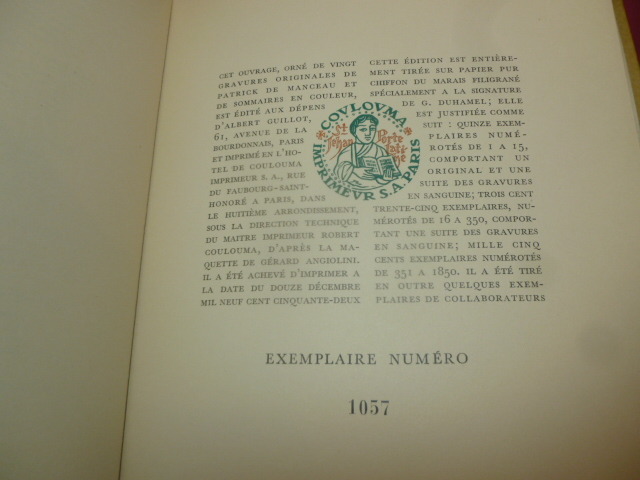 CET OUVRAGE, ORNÉ DE VINGT
GRAVURES ORIGINALES DE
PATRICK DE MANCEAU ET
DE SOMMAIRES EN COULEUR,
EST ÉDITÉ AUX DÉPENS
D'ALBERT GUILLOT,
61, AVENUE DE LA
BOURDONNAIS, PARIS
ET IMPRIMÉ EN L'HO-
TEL DE COULOUMA
IMPRIMEUR S. A., RUE
DU FAUBOURG-SAINT-
HONORÉ A PARIS, DANS
LE HUITIÈME ARRONDISSEMENT,
SOUS LA DIRECTION TECHNIQUE
DU MAITRE IMPRIMEUR ROBERT
COULOUMA, D'APRÈS LA MA-
QUETTE DE GÉRARD ANGIOLINI.
IL A ÉTÉ ACHEVÉ D'IMPRIMER A
LA DATE DU DOUZE DÉCEMBRE
MIL NEUF CENT CINQUANTE-DEUX
COVLOVMA
IMPRIMEVR S.A. PARIS
St Jehan Porte Latine
CETTE ÉDITION EST ENTIÈRE-
MENT TIRÉE SUR PAPIER PUR
CHIFFON DU MARAIS FILIGRANÉ
SPÉCIALEMENT A LA SIGNATURE
DE G. DUHAMEL; ELLE
EST JUSTIFIÉE COMME
SUIT : QUINZE EXEM-
PLAIRES NUMÉ-
ROTÉS DE 1 A 15,
COMPORTANT UN
ORIGINAL ET UNE
SUITE DES GRAVURES
EN SANGUINE; TROIS CENT
TRENTE-CINQ EXEMPLAIRES, NU-
MÉROTÉS DE 16 A 350, COMPOR-
TANT UNE SUITE DES GRAVURES
EN SANGUINE; MILLE CINQ
CENTS EXEMPLAIRES NUMÉROTÉS
DE 351 A 1850. IL A ÉTÉ TIRÉ
EN OUTRE QUELQUES EXEM-
PLAIRES DE COLLABORATEURS
EXEMPLAIRE NUMÉRO
1057